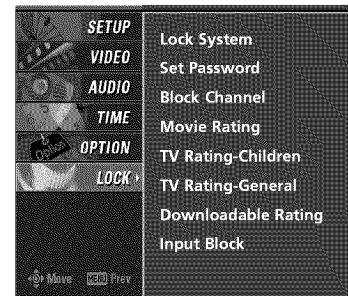 SETUP
VIDEO
AUDIO
TIME
OPTION
LOCK
Move MENU Prev
Lock System
Set Password
Block Channel
Movie Rating
TV Rating-Children
TV Rating-General
Downloadable Rating
Input Block